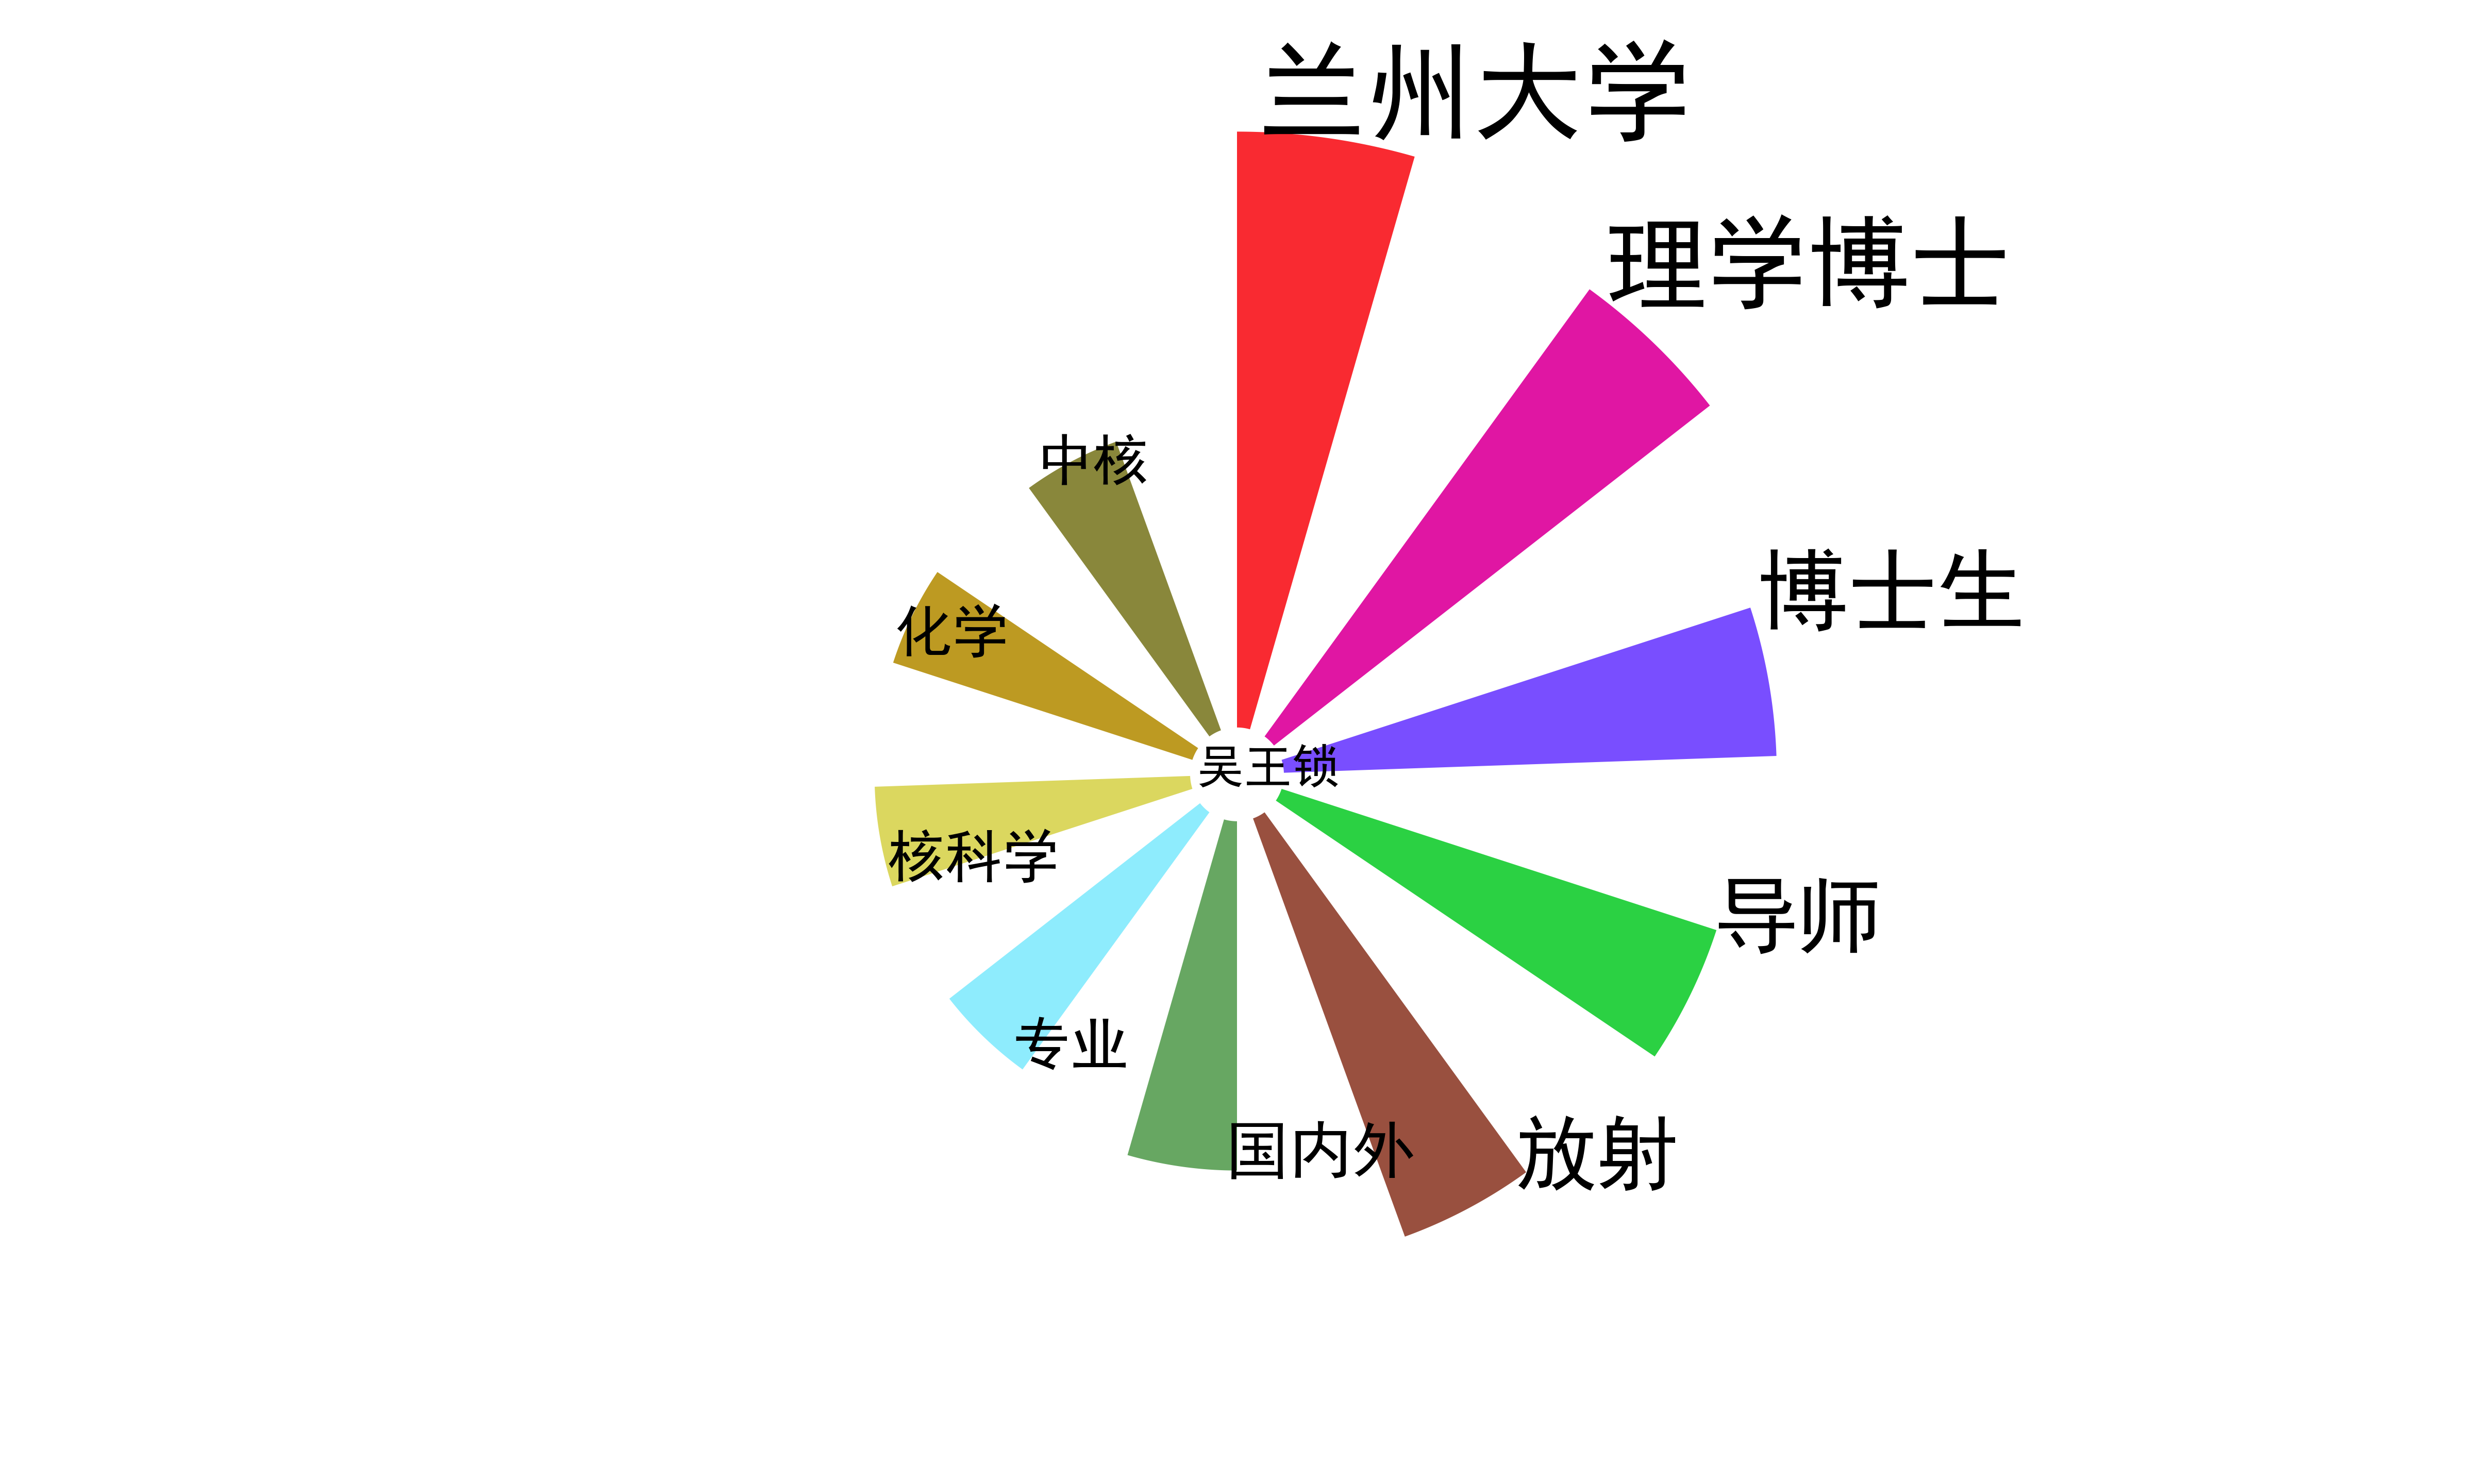 兰州大学
理学博士
中核
博士生
化学
吴王锁
核科学
导师
专业
国内外
放射